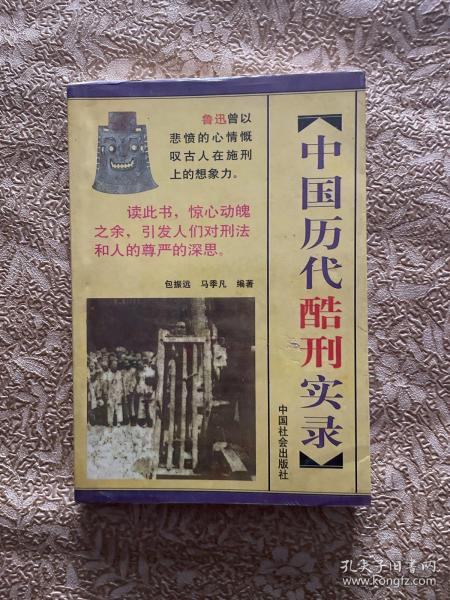 【中国历代酷刑实录】
鲁迅曾以
悲愤的心情慨
叹古人在施刑
上的想象力。
读此书，惊心动魄
之余，引发人们对刑法
和人的尊严的深思。
包振远 马季凡 编著
中国社会出版社
孔夫子旧书网
www.kongfz.com